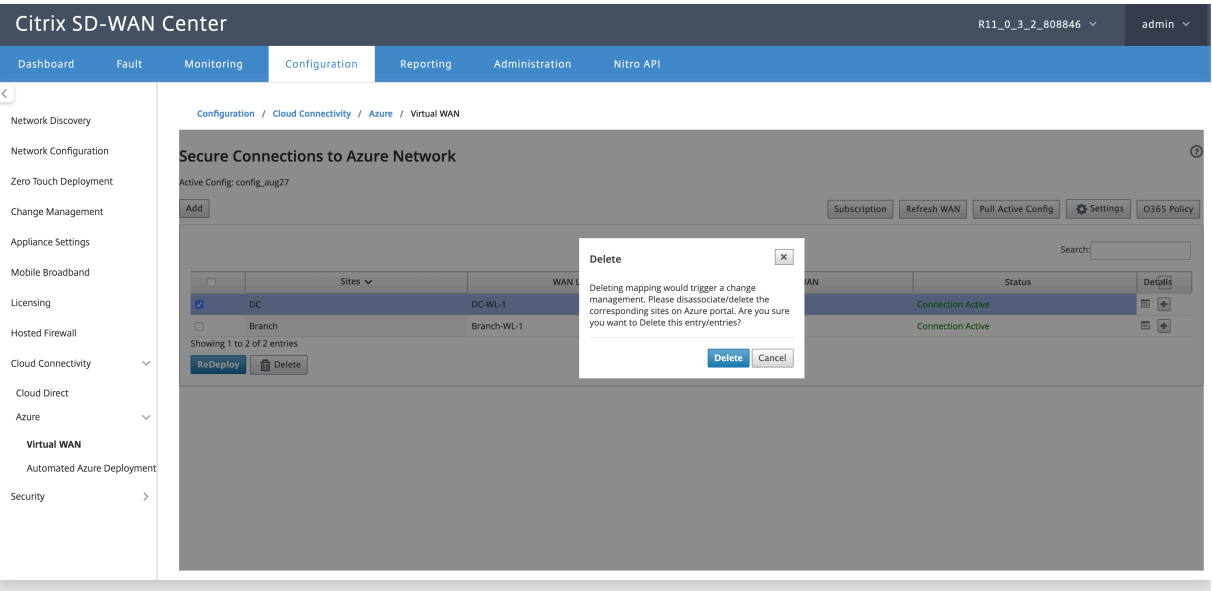 Citrix SD-WAN Center
R11_0_3_2_808846
admin
Dashboard Fault Monitoring Configuration Reporting Administration Nitro API
Network Discovery
Network Configuration
Zero Touch Deployment
Change Management
Appliance Settings
Mobile Broadband
Licensing
Hosted Firewall
Cloud Connectivity
Cloud Direct
Azure
Virtual WAN
Automated Azure Deployment
Security
Configuration / Cloud Connectivity / Azure / Virtual WAN
Secure Connections to Azure Network
Active Config: config_aug27
Add
Subscription Refresh WAN Pull Active Config Settings O365 Policy
Search:
Sites WAN Status Details
DC DC-WL-1 Connection Active
Branch Branch-WL-1 Connection Active
Showing 1 to 2 of 2 entries
ReDeploy Delete
Delete
Deleting mapping would trigger a change
management. Please disassociate/delete the
corresponding sites on Azure portal. Are you sure
you want to Delete this entry/entries?
Delete Cancel